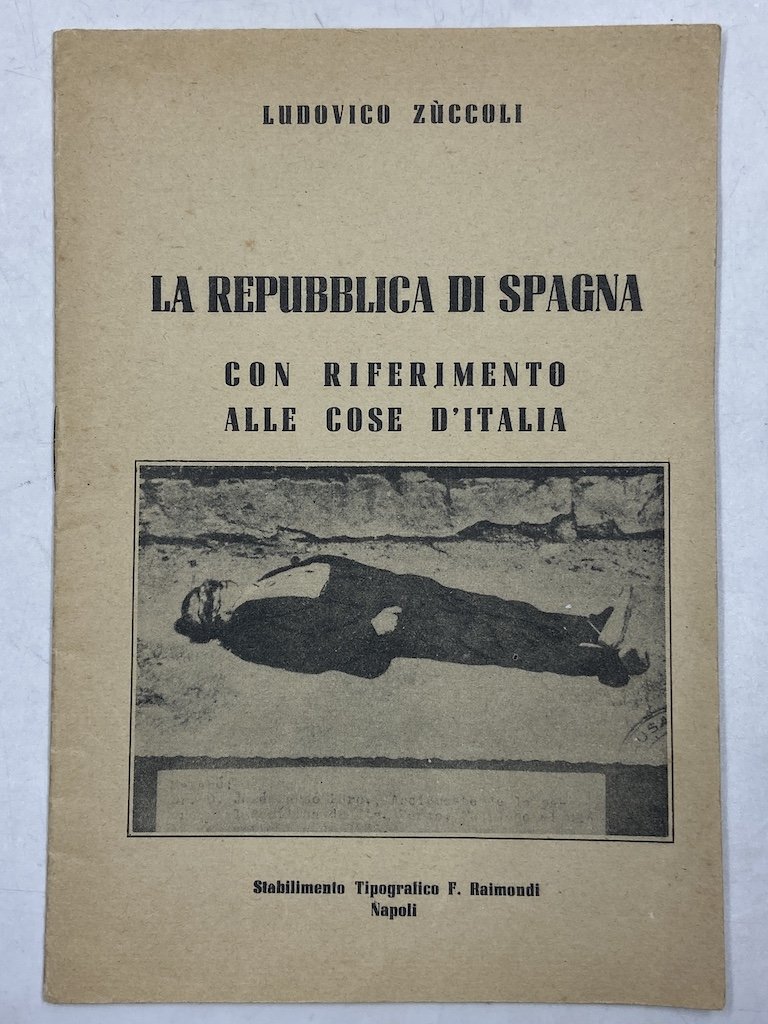 LUDOVICO ZÙCCOLI
LA REPUBBLICA DI SPAGNA
CON RIFERIMENTO
ALLE COSE D'ITALIA
Stabilimento Tipografico F. Raimondi
Napoli